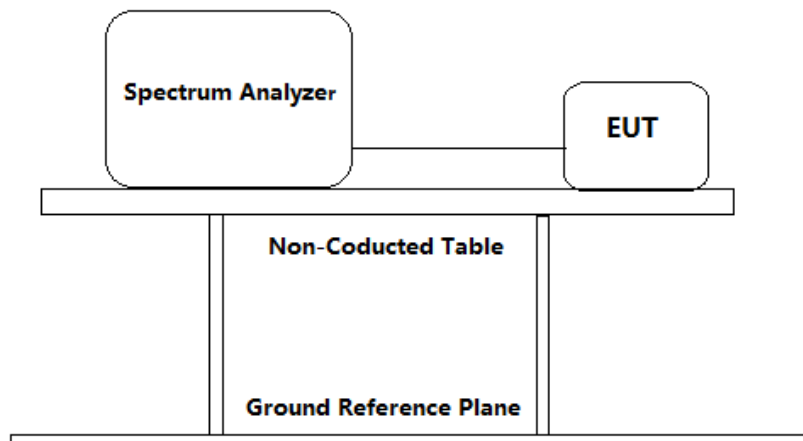 Spectrum Analyzer
EUT
Non-Coducted Table
Ground Reference Plane